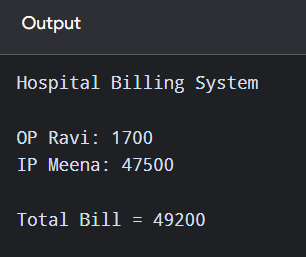 Output
Hospital Billing System
OP Ravi: 1700
IP Meena: 47500
Total Bill = 49200